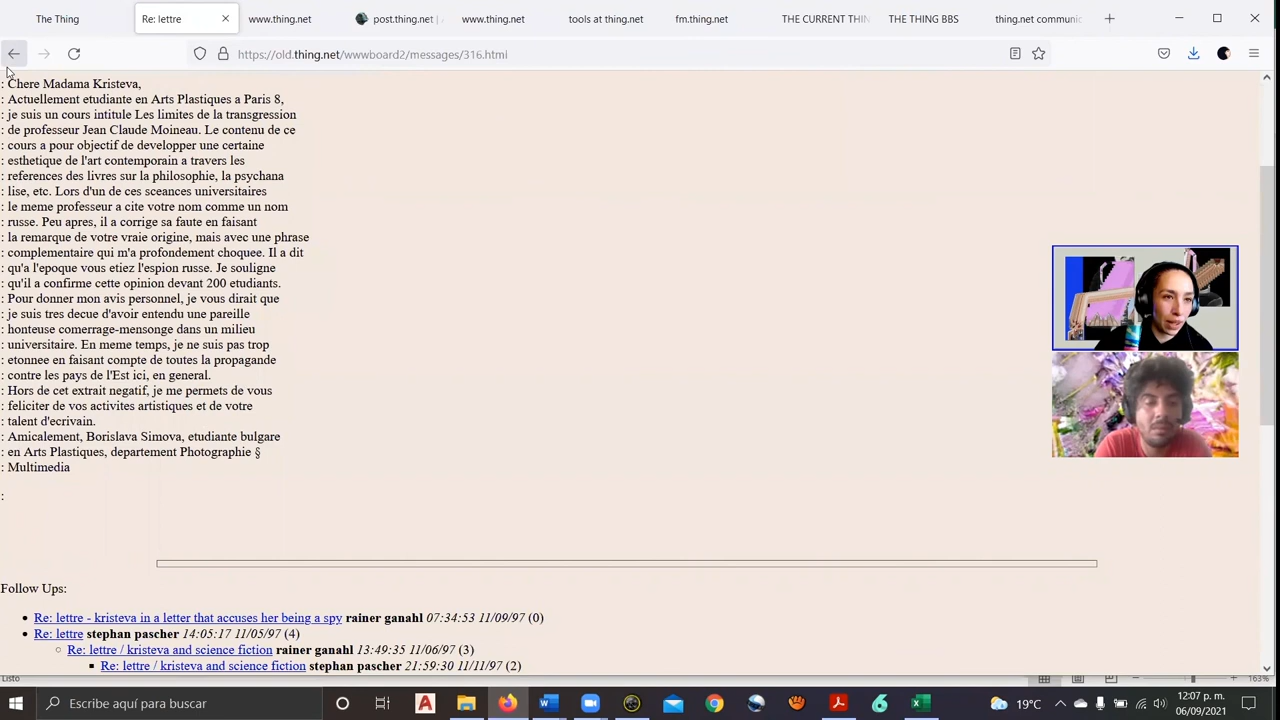 The Thing
Re: lettre
www.thing.net
post.thing.net |
www.thing.net
tools at thing.net
fm.thing.net
THE CURRENT THIN
THE THING BBS
thing.net communic
https://old.thing.net/wwwboard2/messages/316.html
: Chere Madama Kristeva,
: Actuellement etudiante en Arts Plastiques a Paris 8,
: je suis un cours intitule Les limites de la transgression
: de professeur Jean Claude Moineau. Le contenu de ce
: cours a pour objectif de developper une certaine
: esthetique de l'art contemporain a travers les
: references des livres sur la philosophie, la psychana
: lise, etc. Lors d'un de ces sceances universitaires
: le meme professeur a cite votre nom comme un nom
: russe. Peu apres, il a corrige sa faute en faisant
: la remarque de votre vraie origine, mais avec une phrase
: complementaire qui m'a profondement choquee. Il a dit
: qu'a l'epoque vous etiez l'espion russe. Je souligne
: qu'il a confirme cette opinion devant 200 etudiants.
: Pour donner mon avis personnel, je vous dirait que
: je suis tres decue d'avoir entendu une pareille
: honteuse comerrage-mensonge dans un milieu
: universitaire. En meme temps, je ne suis pas trop
: etonnee en faisant compte de toutes la propagande
: contre les pays de l'Est ici, en general.
: Hors de cet extrait negatif, je me permets de vous
: feliciter de vos activites artistiques et de votre
: talent d'ecrivain.
: Amicalement, Borislava Simova, etudiante bulgare
: en Arts Plastiques, departement Photographie §
: Multimedia
:
Follow Ups:
Re: lettre - kristeva in a letter that accuses her being a spy rainer ganahl 07:34:53 11/09/97 (0)
Re: lettre stephan pascher 14:05:17 11/05/97 (4)
Re: lettre / kristeva and science fiction rainer ganahl 13:49:35 11/06/97 (3)
Re: lettre / kristeva and science fiction stephan pascher 21:59:30 11/11/97 (2)
Listo
163%
Escribe aquí para buscar
19°C
12:07 p. m.
06/09/2021